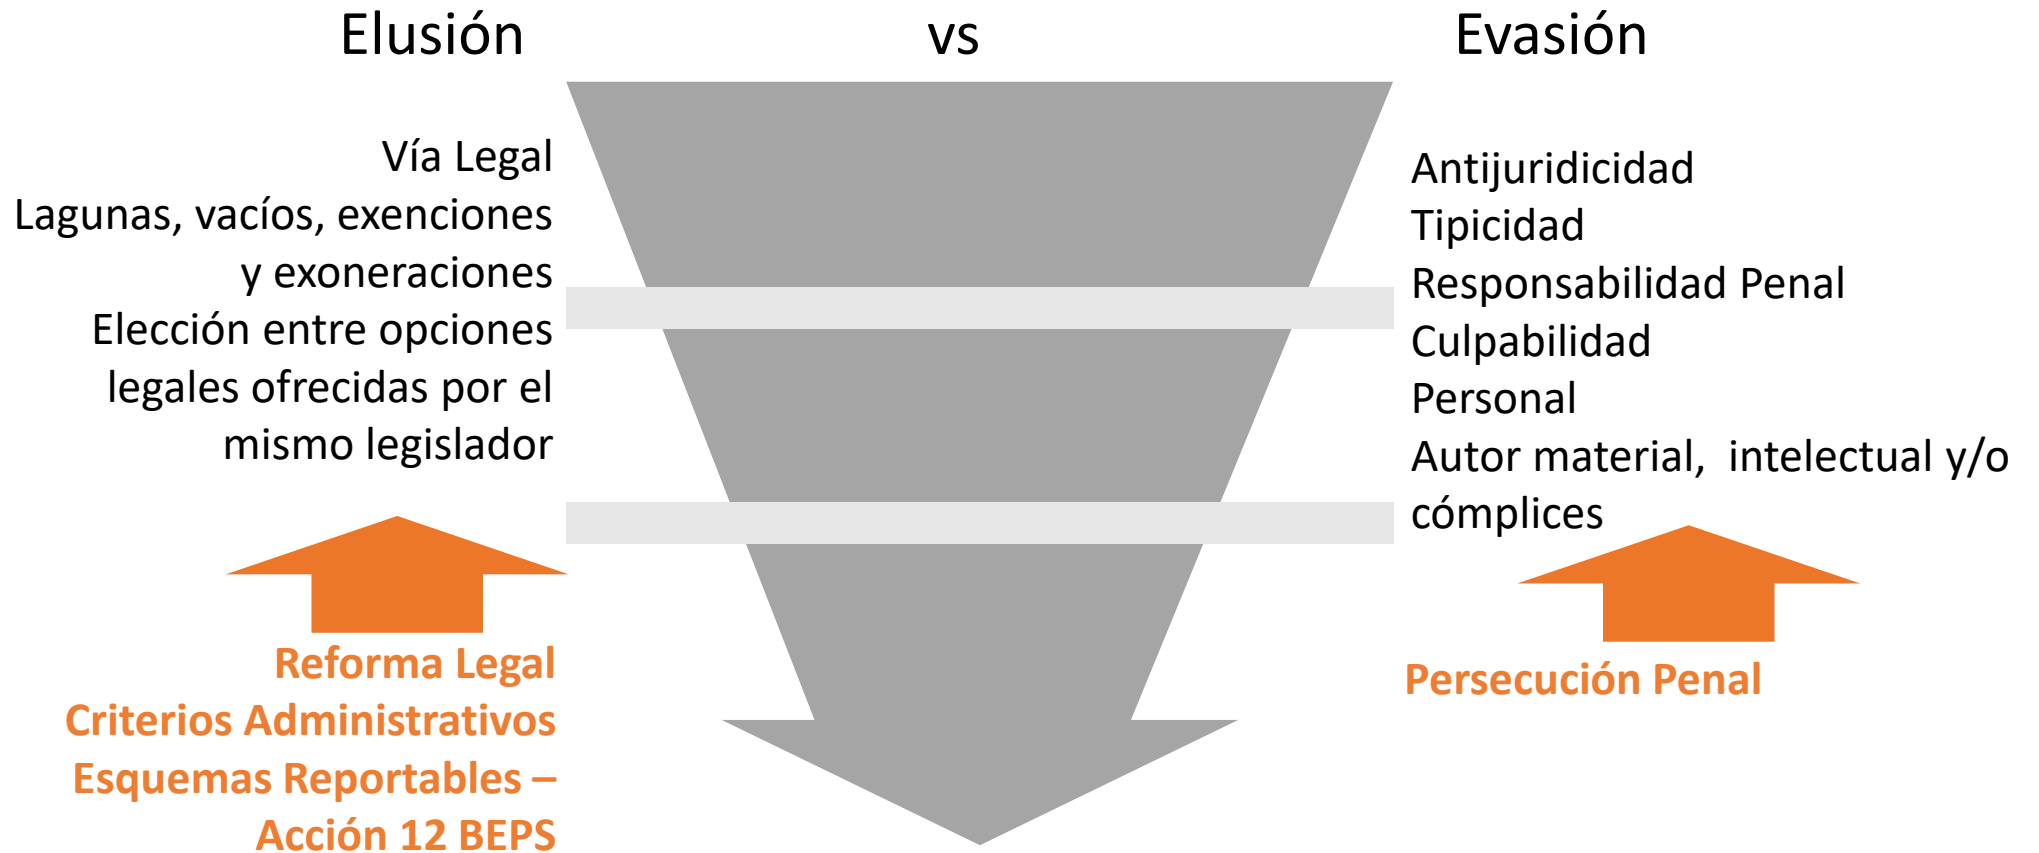 Elusión vs Evasión
Vía Legal
Lagunas, vacíos, exenciones
y exoneraciones
Elección entre opciones
legales ofrecidas por el
mismo legislador
Reforma Legal
Criterios Administrativos
Esquemas Reportables –
Acción 12 BEPS
Antijuridicidad
Tipicidad
Responsabilidad Penal
Culpabilidad
Personal
Autor material, intelectual y/o
cómplices
Persecución Penal